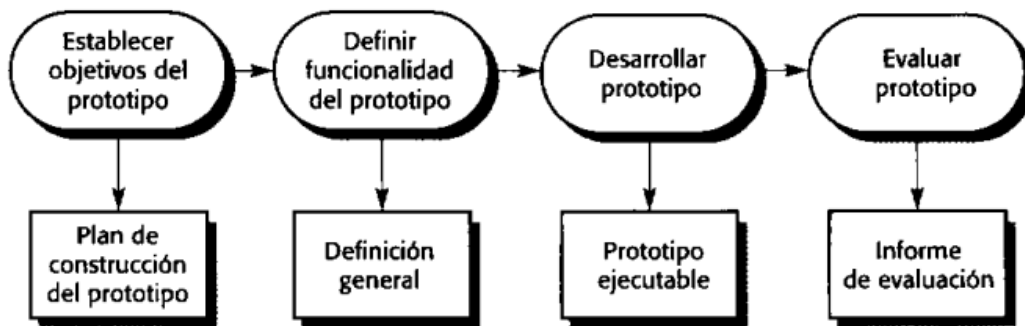 Establecer
objetivos del
prototipo
Definir
funcionalidad
del prototipo
Desarrollar
prototipo
Evaluar
prototipo
Plan de
construcción
del prototipo
Definición
general
Prototipo
ejecutable
Informe
de evaluación